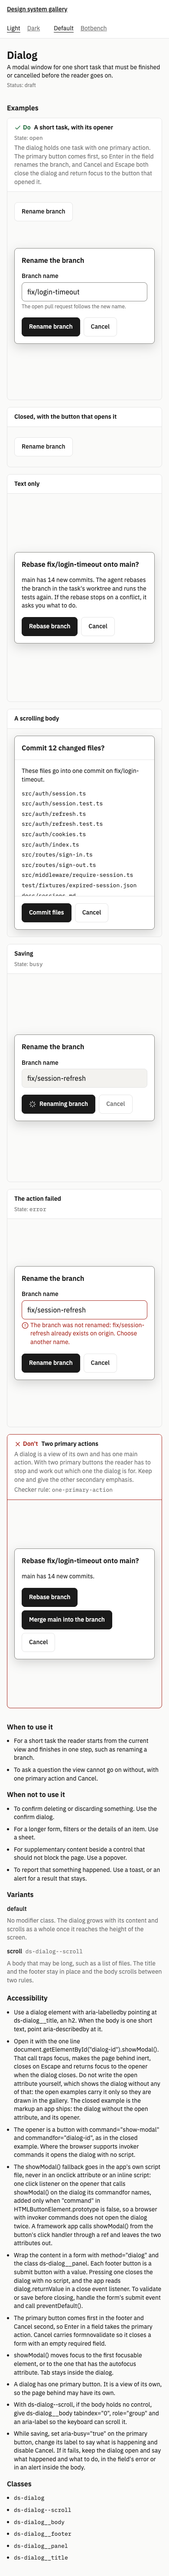 Design system gallery
Light Dark Default Botbench
Dialog
A modal window for one short task that must be finished
or cancelled before the reader goes on.
Status: draft
Examples
Do A short task, with its opener
State: open
The dialog holds one task with one primary action.
The primary button comes first, so Enter in the field
renames the branch, and Cancel and Escape both
close the dialog and return focus to the button that
opened it.
Rename branch
Rename the branch
Branch name
fix/login-timeout
The open pull request follows the new name.
Rename branch Cancel
Closed, with the button that opens it
Rename branch
Text only
Rebase fix/login-timeout onto main?
main has 14 new commits. The agent rebases
the branch in the task's worktree and runs the
tests again. If the rebase stops on a conflict, it
asks you what to do.
Rebase branch Cancel
A scrolling body
Commit 12 changed files?
These files go into one commit on fix/login-
timeout.
src/auth/session.ts
src/auth/session.test.ts
src/auth/refresh.ts
src/auth/refresh.test.ts
src/auth/cookies.ts
src/auth/index.ts
src/routes/sign-in.ts
src/routes/sign-out.ts
src/middleware/require-session.ts
test/fixtures/expired-session.json
Commit files Cancel
Saving
State: busy
Rename the branch
Branch name
fix/session-refresh
Renaming branch Cancel
The action failed
State: error
Rename the branch
Branch name
fix/session-refresh
The branch was not renamed: fix/session-
refresh already exists on origin. Choose
another name.
Rename branch Cancel
Don't Two primary actions
A dialog is a view of its own and has one main
action. With two primary buttons the reader has to
stop and work out which one the dialog is for. Keep
one and give the other secondary emphasis.
Checker rule: one-primary-action
Rebase fix/login-timeout onto main?
main has 14 new commits.
Rebase branch
Merge main into the branch
Cancel
When to use it
• For a short task the reader starts from the current
view and finishes in one step, such as renaming a
branch.
• To ask a question the view cannot go on without, with
one primary action and Cancel.
When not to use it
• To confirm deleting or discarding something. Use the
confirm dialog.
• For a longer form, filters or the details of an item. Use
a sheet.
• For supplementary content beside a control that
should not block the page. Use a popover.
• To report that something happened. Use a toast, or an
alert for a result that stays.
Variants
default
No modifier class. The dialog grows with its content and
scrolls as a whole once it reaches the height of the
screen.
scroll ds-dialog--scroll
A body that may be long, such as a list of files. The title
and the footer stay in place and the body scrolls between
two rules.
Accessibility
• Use a dialog element with aria-labelledby pointing at
ds-dialog__title, an h2. When the body is one short
text, point aria-describedby at it.
• Open it with the one line
document.getElementById("dialog-id").showModal().
That call traps focus, makes the page behind it inert,
closes on Escape and returns focus to the opener
when the dialog closes. Do not write the open
attribute yourself, which shows the dialog without any
of that: the open examples carry it only so they are
drawn in the gallery. The closed example is the
markup an app ships: the dialog without the open
attribute, and its opener.
• The opener is a button with command="show-modal"
and commandfor="dialog-id", as in the closed
example. Where the browser supports invoker
commands it opens the dialog with no script.
• The showModal() fallback goes in the app's own script
file, never in an onclick attribute or an inline script:
one click listener on the opener that calls
showModal() on the dialog its commandfor names,
added only when "command" in
HTMLButtonElement.prototype is false, so a browser
with invoker commands does not open the dialog
twice. A framework app calls showModal() from the
button's click handler through a ref and leaves the two
attributes out.
• Wrap the content in a form with method="dialog" and
the class ds-dialog__panel. Each footer button is a
submit button with a value. Pressing one closes the
dialog with no script, and the app reads
dialog.returnValue in a close event listener. To validate
or save before closing, handle the form's submit event
and call preventDefault().
• The primary button comes first in the footer and
Cancel second, so Enter in a field takes the primary
action. Cancel carries formnovalidate so it closes a
form with an empty required field.
• showModal() moves focus to the first focusable
element, or to the one that has the autofocus
attribute. Tab stays inside the dialog.
• A dialog has one primary button. It is a view of its own,
so the page behind may have its own.
• With ds-dialog--scroll, if the body holds no control,
give ds-dialog__body tabindex="0", role="group" and
an aria-label so the keyboard can scroll it.
• While saving, set aria-busy="true" on the primary
button, change its label to say what is happening and
disable Cancel. If it fails, keep the dialog open and say
what happened and what to do, in the field's error or
in an alert inside the body.
Classes
• ds-dialog
• ds-dialog--scroll
• ds-dialog__body
• ds-dialog__footer
• ds-dialog__panel
• ds-dialog__title